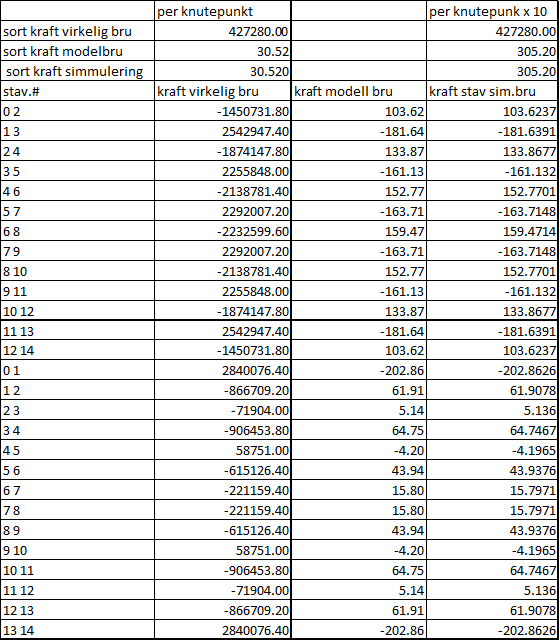 per knutepunkt per knutepunk x 10
sort kraft virkelig bru 427280.00 427280.00
sort kraft modelbru 30.52 305.20
sort kraft simmulering 30.520 305.20
stav.# kraft virkelig bru kraft modell bru kraft stav sim.bru
0 2 -1450731.80 103.62 103.6237
1 3 2542947.40 -181.64 -181.6391
2 4 -1874147.80 133.87 133.8677
3 5 2255848.00 -161.13 -161.132
4 6 -2138781.40 152.77 152.7701
5 7 2292007.20 -163.71 -163.7148
6 8 -2232599.60 159.47 159.4714
7 9 2292007.20 -163.71 -163.7148
8 10 -2138781.40 152.77 152.7701
9 11 2255848.00 -161.13 -161.132
10 12 -1874147.80 133.87 133.8677
11 13 2542947.40 -181.64 -181.6391
12 14 -1450731.80 103.62 103.6237
0 1 2840076.40 -202.86 -202.8626
1 2 -866709.20 61.91 61.9078
2 3 -71904.00 5.14 5.136
3 4 -906453.80 64.75 64.7467
4 5 58751.00 -4.20 -4.1965
5 6 -615126.40 43.94 43.9376
6 7 -221159.40 15.80 15.7971
7 8 -221159.40 15.80 15.7971
8 9 -615126.40 43.94 43.9376
9 10 58751.00 -4.20 -4.1965
10 11 -906453.80 64.75 64.7467
11 12 -71904.00 5.14 5.136
12 13 -866709.20 61.91 61.9078
13 14 2840076.40 -202.86 -202.8626